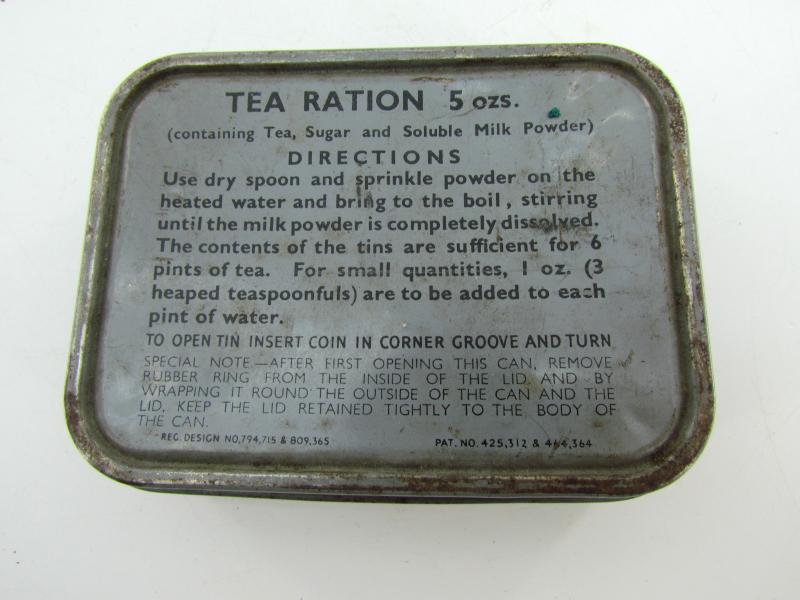 TEA RATION 5 ozs.
(containing Tea, Sugar and Soluble Milk Powder)
DIRECTIONS
Use dry spoon and sprinkle powder on the
heated water and bring to the boil, stirring
until the milk powder is completely dissolved.
The contents of the tins are sufficient for 6
pints of tea. For small quantities, 1 oz. (3
heaped teaspoonfuls) are to be added to each
pint of water.
TO OPEN TIN INSERT COIN IN CORNER GROOVE AND TURN
SPECIAL NOTE.—AFTER FIRST OPENING THIS CAN, REMOVE
RUBBER RING FROM THE INSIDE OF THE LID AND BY
WRAPPING IT ROUND THE OUTSIDE OF THE CAN AND THE
LID, KEEP THE LID RETAINED TIGHTLY TO THE BODY OF
THE CAN.
REG. DESIGN NO. 794,715 & 809,365 PAT. NO. 425,312 & 464,364